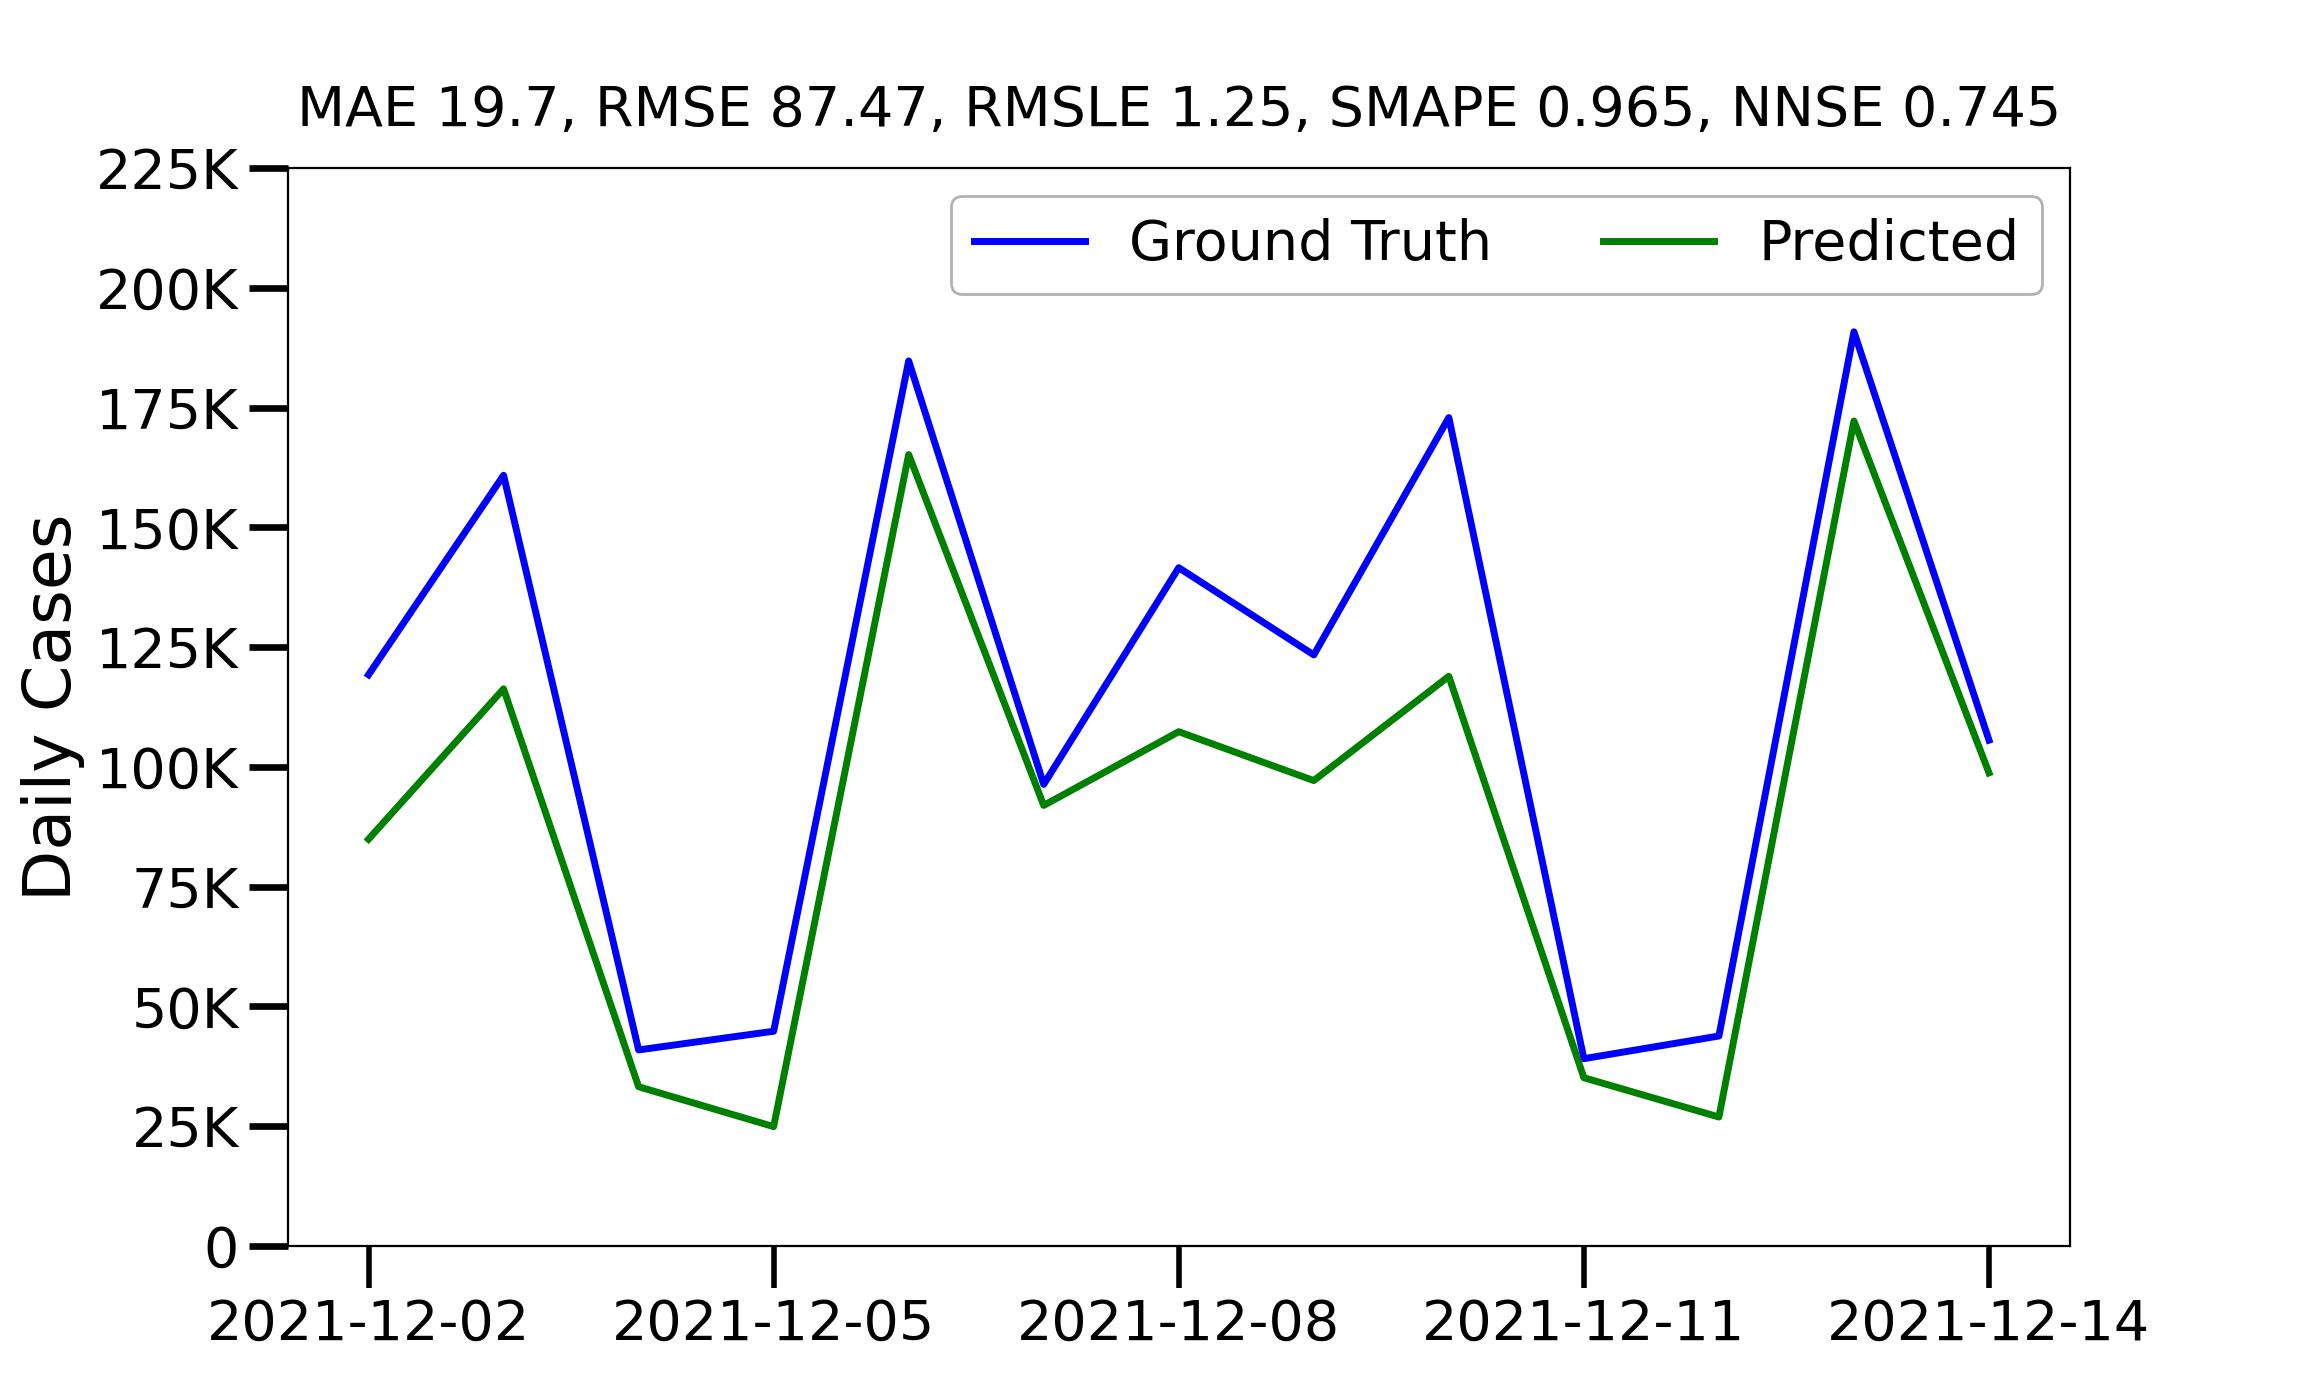 MAE 19.7, RMSE 87.47, RMSLE 1.25, SMAPE 0.965, NNSE 0.745
Ground Truth
Predicted
Daily Cases
225K
200K
175K
150K
125K
100K
75K
50K
25K
0
2021-12-02
2021-12-05
2021-12-08
2021-12-11
2021-12-14